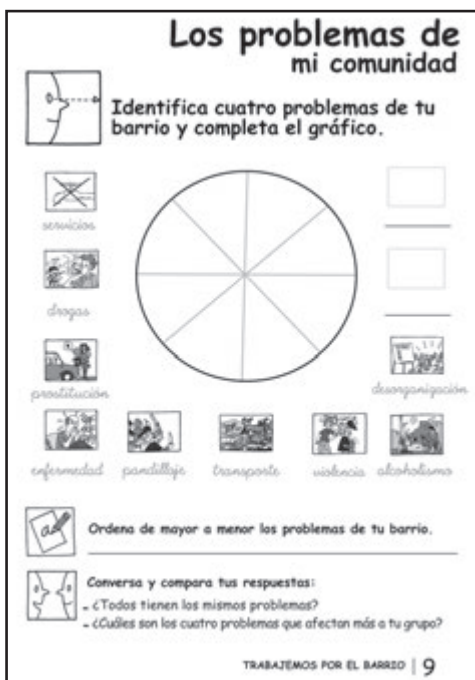 Los problemas de
mi comunidad
Identifica cuatro problemas de tu
barrio y completa el gráfico.
servicios
drogas
prostitución
desorganización
enfermedad pandillaje transporte violencia alcoholismo
Ordena de mayor a menor los problemas de tu barrio.
Conversa y compara tus respuestas:
- ¿Todos tienen los mismos problemas?
- ¿Cuáles son los cuatro problemas que afectan más a tu grupo?
TRABAJEMOS POR EL BARRIO | 9